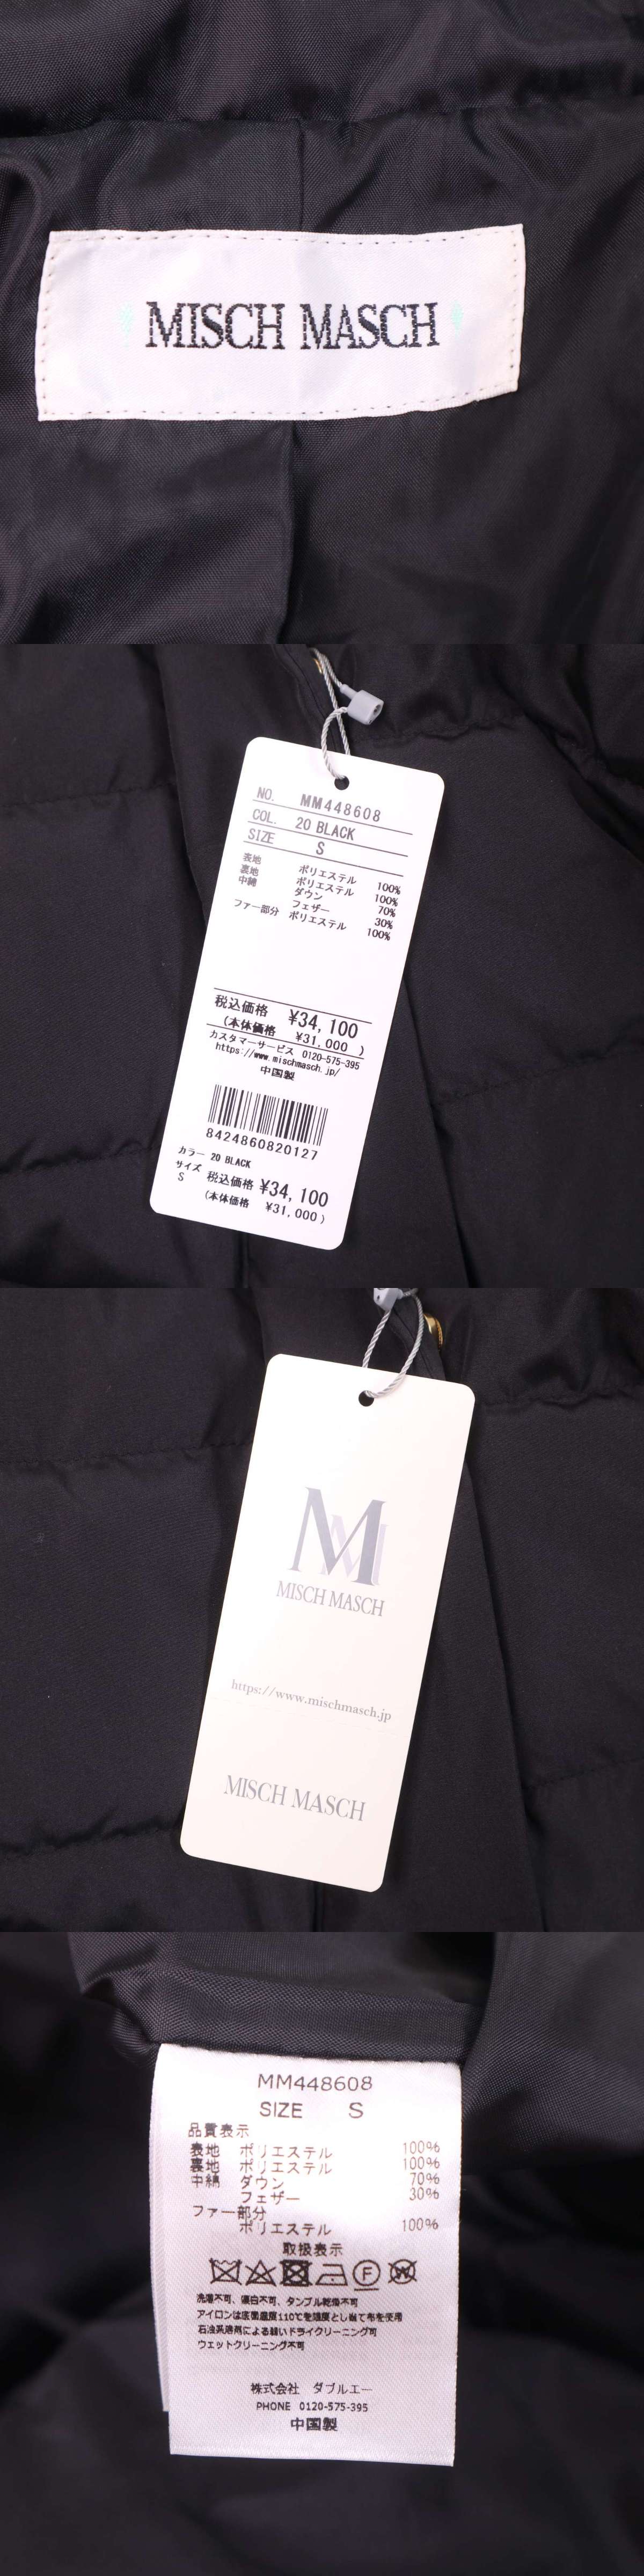 MISCH MASCH
NO. MM448608
COL. 20 BLACK
SIZE S
表地 ポリエステル 100%
裏地 ポリエステル 100%
中綿 ダウン 70%
フェザー 30%
ファー部分 ポリエステル 100%
税込価格 ¥34,100
(本体価格 ¥31,000 )
カスタマーサービス 0120-575-395
https://www.mischmasch.jp/
中国製
8424860820127
カラー 20 BLACK
サイズ
S 税込価格 ¥34,100
(本体価格 ¥31,000 )
M
MISCH MASCH
https://www.mischmasch.jp
MISCH MASCH
MM448608
SIZE S
品質表示
表地 ポリエステル 100%
裏地 ポリエステル 100%
中綿 ダウン 70%
フェザー 30%
ファー部分
ポリエステル 100%
取扱表示
F W
洗濯不可、漂白不可、タンブル乾燥不可
アイロンは底面温度110℃を限度とし当て布を使用
石油系溶剤による弱いドライクリーニング可
ウェットクリーニング不可
株式会社 ダブルエー
PHONE 0120-575-395
中国製